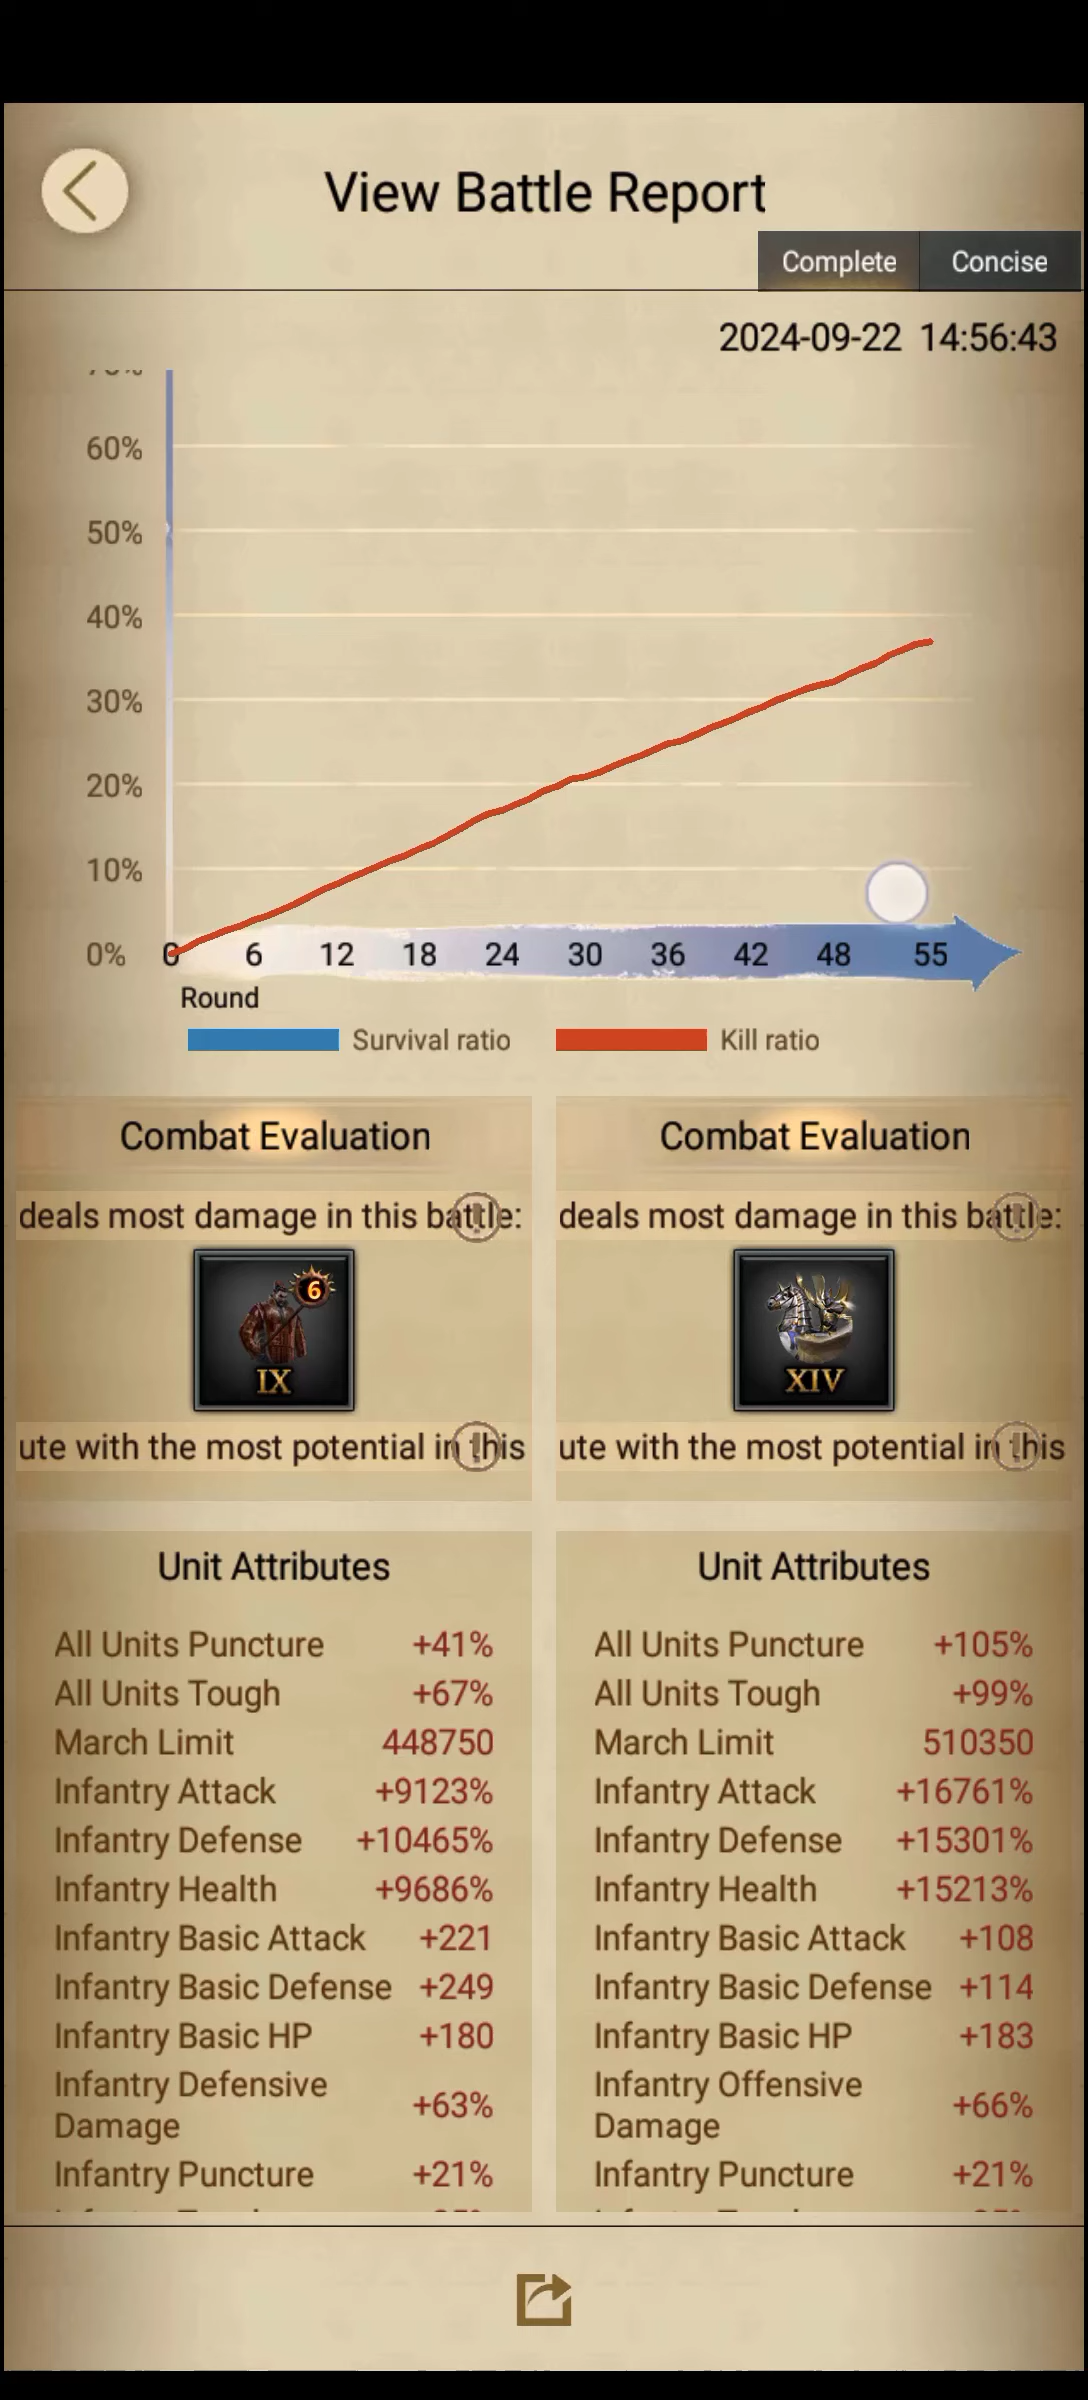 View Battle Report
Complete Concise
2024-09-22 14:56:43
60%
50%
40%
30%
20%
10%
0% 0 6 12 18 24 30 36 42 48 55
Round
Survival ratio Kill ratio
Combat Evaluation
deals most damage in this battle:
6
IX
ute with the most potential in this
Combat Evaluation
deals most damage in this battle:
XIV
ute with the most potential in this
Unit Attributes
All Units Puncture +41%
All Units Tough +67%
March Limit 448750
Infantry Attack +9123%
Infantry Defense +10465%
Infantry Health +9686%
Infantry Basic Attack +221
Infantry Basic Defense +249
Infantry Basic HP +180
Infantry Defensive
Damage +63%
Infantry Puncture +21%
Unit Attributes
All Units Puncture +105%
All Units Tough +99%
March Limit 510350
Infantry Attack +16761%
Infantry Defense +15301%
Infantry Health +15213%
Infantry Basic Attack +108
Infantry Basic Defense +114
Infantry Basic HP +183
Infantry Offensive
Damage +66%
Infantry Puncture +21%